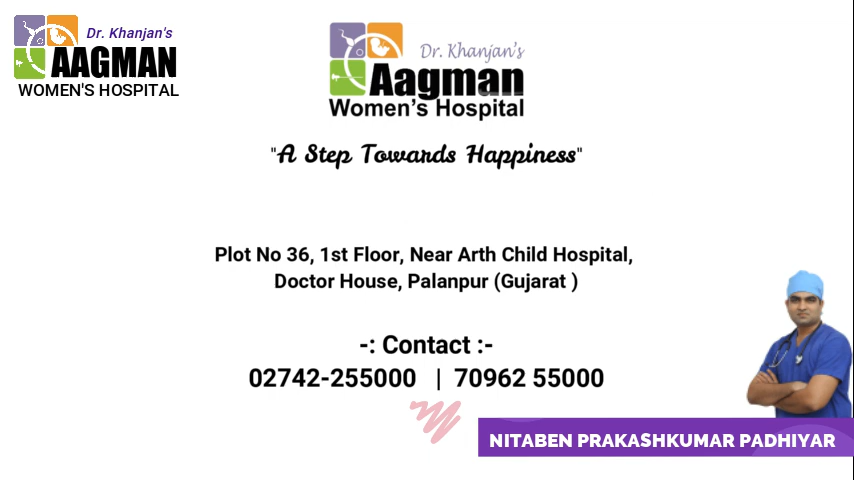 Dr. Khanjan's
AAGMAN
WOMEN'S HOSPITAL
Dr. Khanjan's
Aagman
Women's Hospital
"A Step Towards Happiness"
Plot No 36, 1st Floor, Near Arth Child Hospital,
Doctor House, Palanpur (Gujarat )
-: Contact :-
02742-255000 | 70962 55000
NITABEN PRAKASHKUMAR PADHIYAR